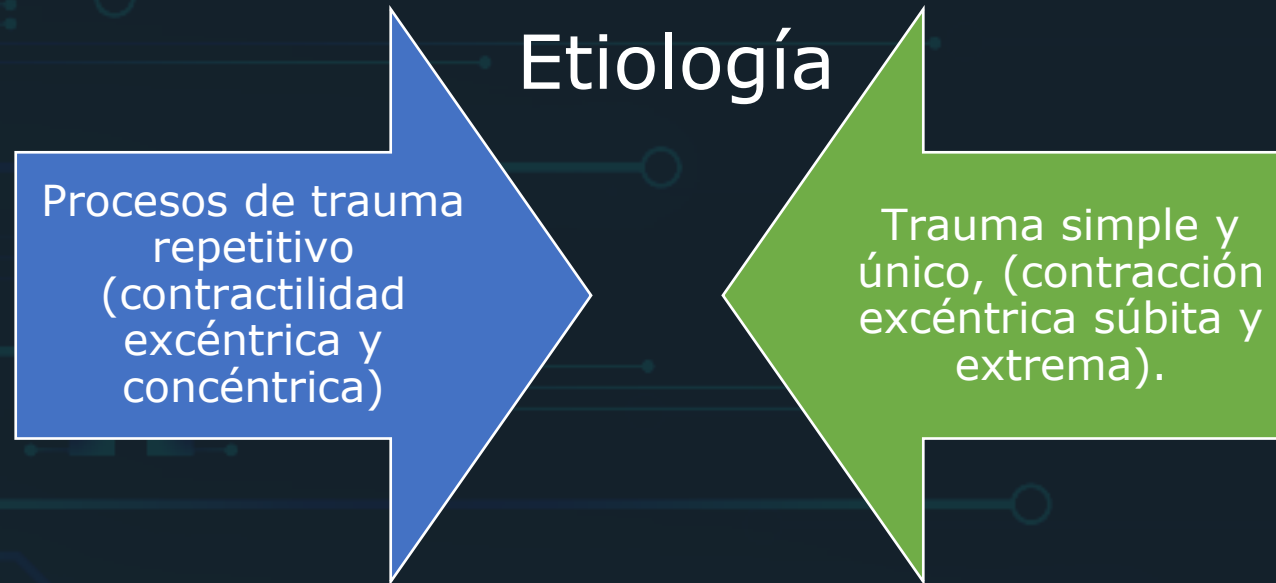 Etiología
Procesos de trauma
repetitivo
(contractilidad
excéntrica y
concéntrica)
Trauma simple y
único, (contracción
excéntrica súbita y
extrema).